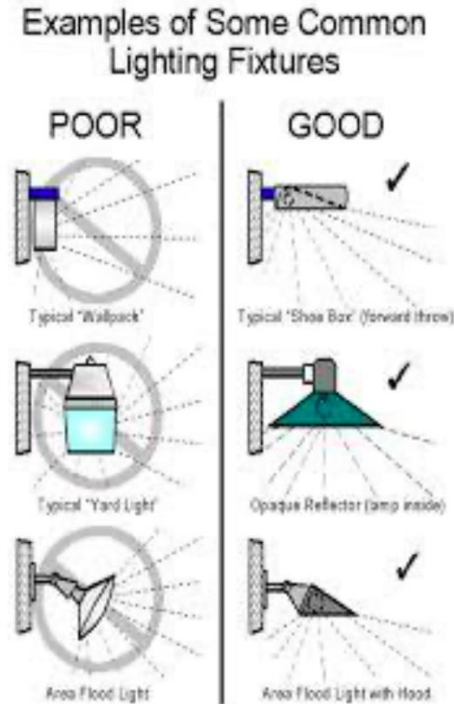 Examples of Some Common
Lighting Fixtures
POOR
GOOD
Typical "Wallpack"
Typical "Shoe Box" (forward throw)
Typical "Yard Light"
Opaque Reflector (lamp inside)
Area Flood Light
Area Flood Light with Hood